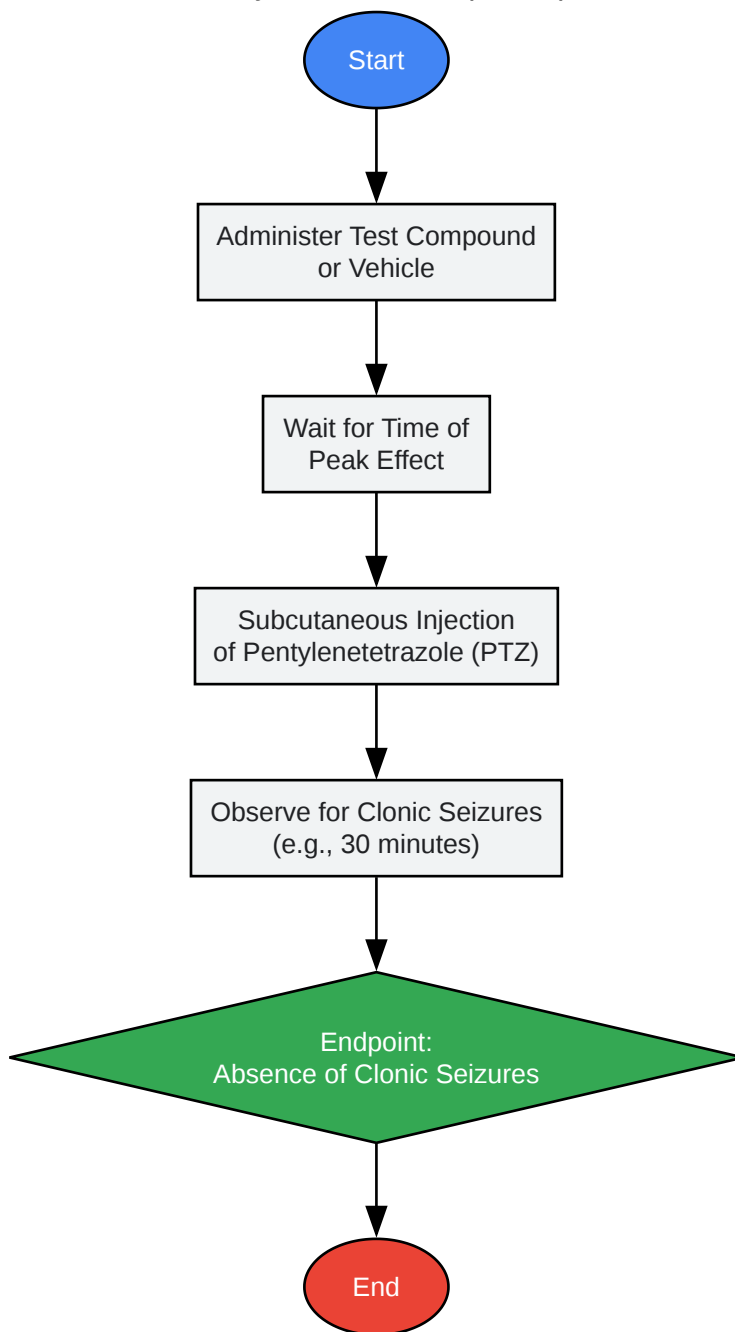 Start
Administer Test Compound
or Vehicle
Wait for Time of
Peak Effect
Subcutaneous Injection
of Pentylenetetrazole (PTZ)
Observe for Clonic Seizures
(e.g., 30 minutes)
Endpoint:
Absence of Clonic Seizures
End